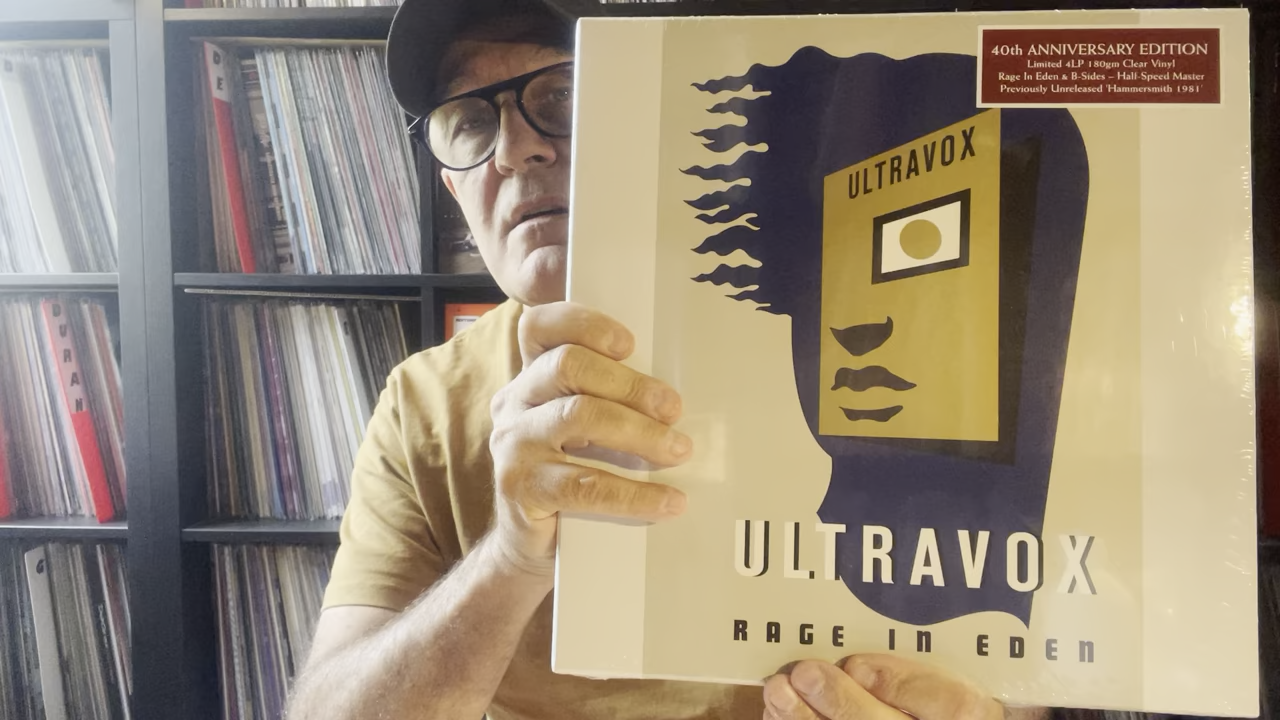 40th ANNIVERSARY EDITION
Limited 4LP 180gm Clear Vinyl
Rage In Eden & B-Sides – Half-Speed Master
Previously Unreleased 'Hammersmith 1981'
ULTRAVOX
ULTRAVOX
RAGE IN EDEN
DURAN